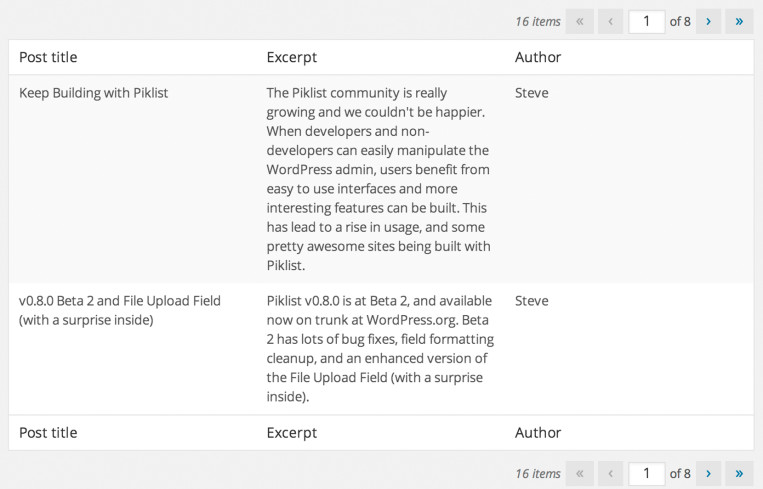 16 items « ‹ 1 of 8 › »
Post title Excerpt Author
Keep Building with Piklist
The Piklist community is really
growing and we couldn't be happier.
When developers and non-
developers can easily manipulate the
WordPress admin, users benefit from
easy to use interfaces and more
interesting features can be built. This
has lead to a rise in usage, and some
pretty awesome sites being built with
Piklist.
Steve
v0.8.0 Beta 2 and File Upload Field
(with a surprise inside)
Piklist v0.8.0 is at Beta 2, and available
now on trunk at WordPress.org. Beta
2 has lots of bug fixes, field formatting
cleanup, and an enhanced version of
the File Upload Field (with a surprise
inside).
Steve
Post title Excerpt Author
16 items « ‹ 1 of 8 › »